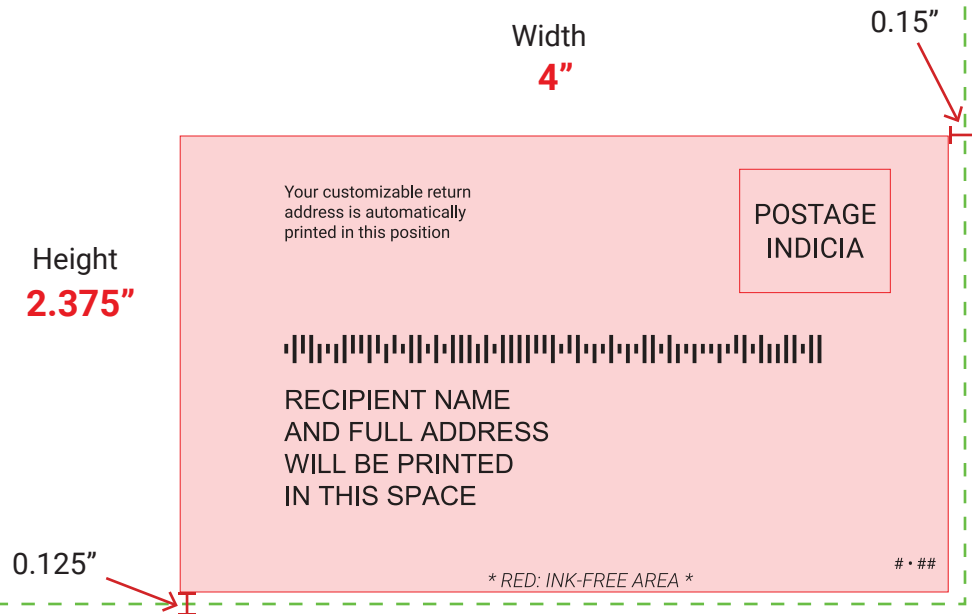 0.15”
Width
4”
Your customizable return
address is automatically
printed in this position
POSTAGE
INDICIA
Height
2.375”
RECIPIENT NAME
AND FULL ADDRESS
WILL BE PRINTED
IN THIS SPACE
0.125”
# • ##
* RED: INK-FREE AREA *